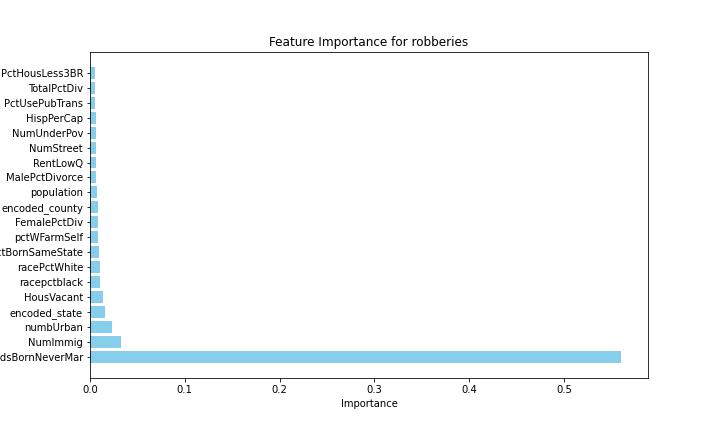 Feature Importance for robberies
PctHousLess3BR
TotalPctDiv
PctUsePubTrans
HispPerCap
NumUnderPov
NumStreet
RentLowQ
MalePctDivorce
population
encoded_county
FemalePctDiv
pctWFarmSelf
ctBornSameState
racePctWhite
racepctblack
HousVacant
encoded_state
numbUrban
NumImmig
dsBornNeverMar
0.0 0.1 0.2 0.3 0.4 0.5
Importance